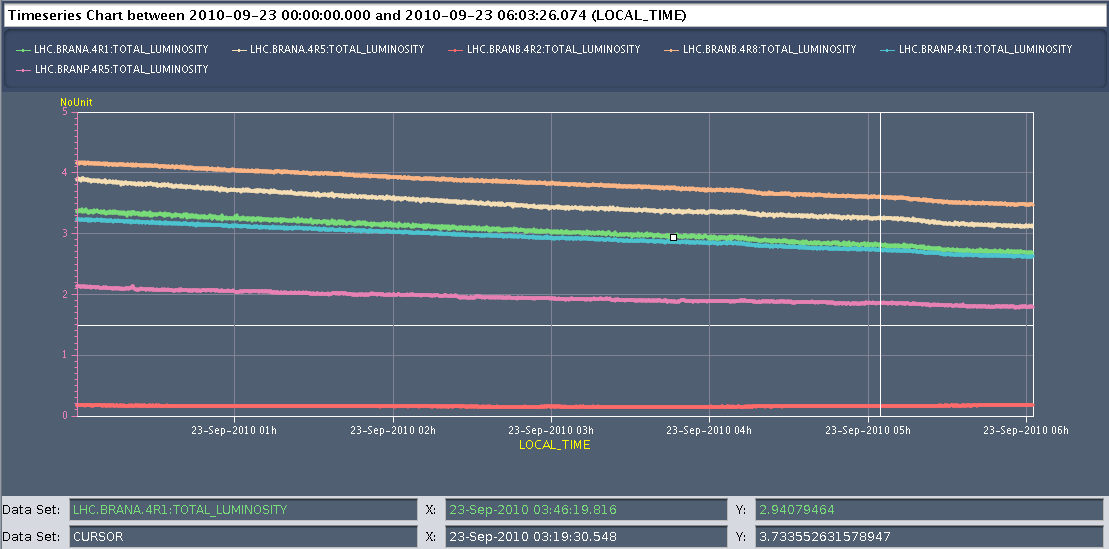 Timeseries Chart between 2010-09-23 00:00:00.000 and 2010-09-23 06:03:26.074 (LOCAL_TIME)
LHC.BRANA.4R1:TOTAL_LUMINOSITY LHC.BRANA.4R5:TOTAL_LUMINOSITY LHC.BRANB.4R2:TOTAL_LUMINOSITY LHC.BRANB.4R8:TOTAL_LUMINOSITY LHC.BRANP.4R1:TOTAL_LUMINOSITY
LHC.BRANP.4R5:TOTAL_LUMINOSITY
NoUnit
5
4
3
2
1
0
23-Sep-2010 01h 23-Sep-2010 02h 23-Sep-2010 03h 23-Sep-2010 04h 23-Sep-2010 05h 23-Sep-2010 06h
LOCAL_TIME
Data Set: LHC.BRANA.4R1:TOTAL_LUMINOSITY X: 23-Sep-2010 03:46:19.816 Y: 2.94079464
Data Set: CURSOR X: 23-Sep-2010 03:19:30.548 Y: 3.733552631578947